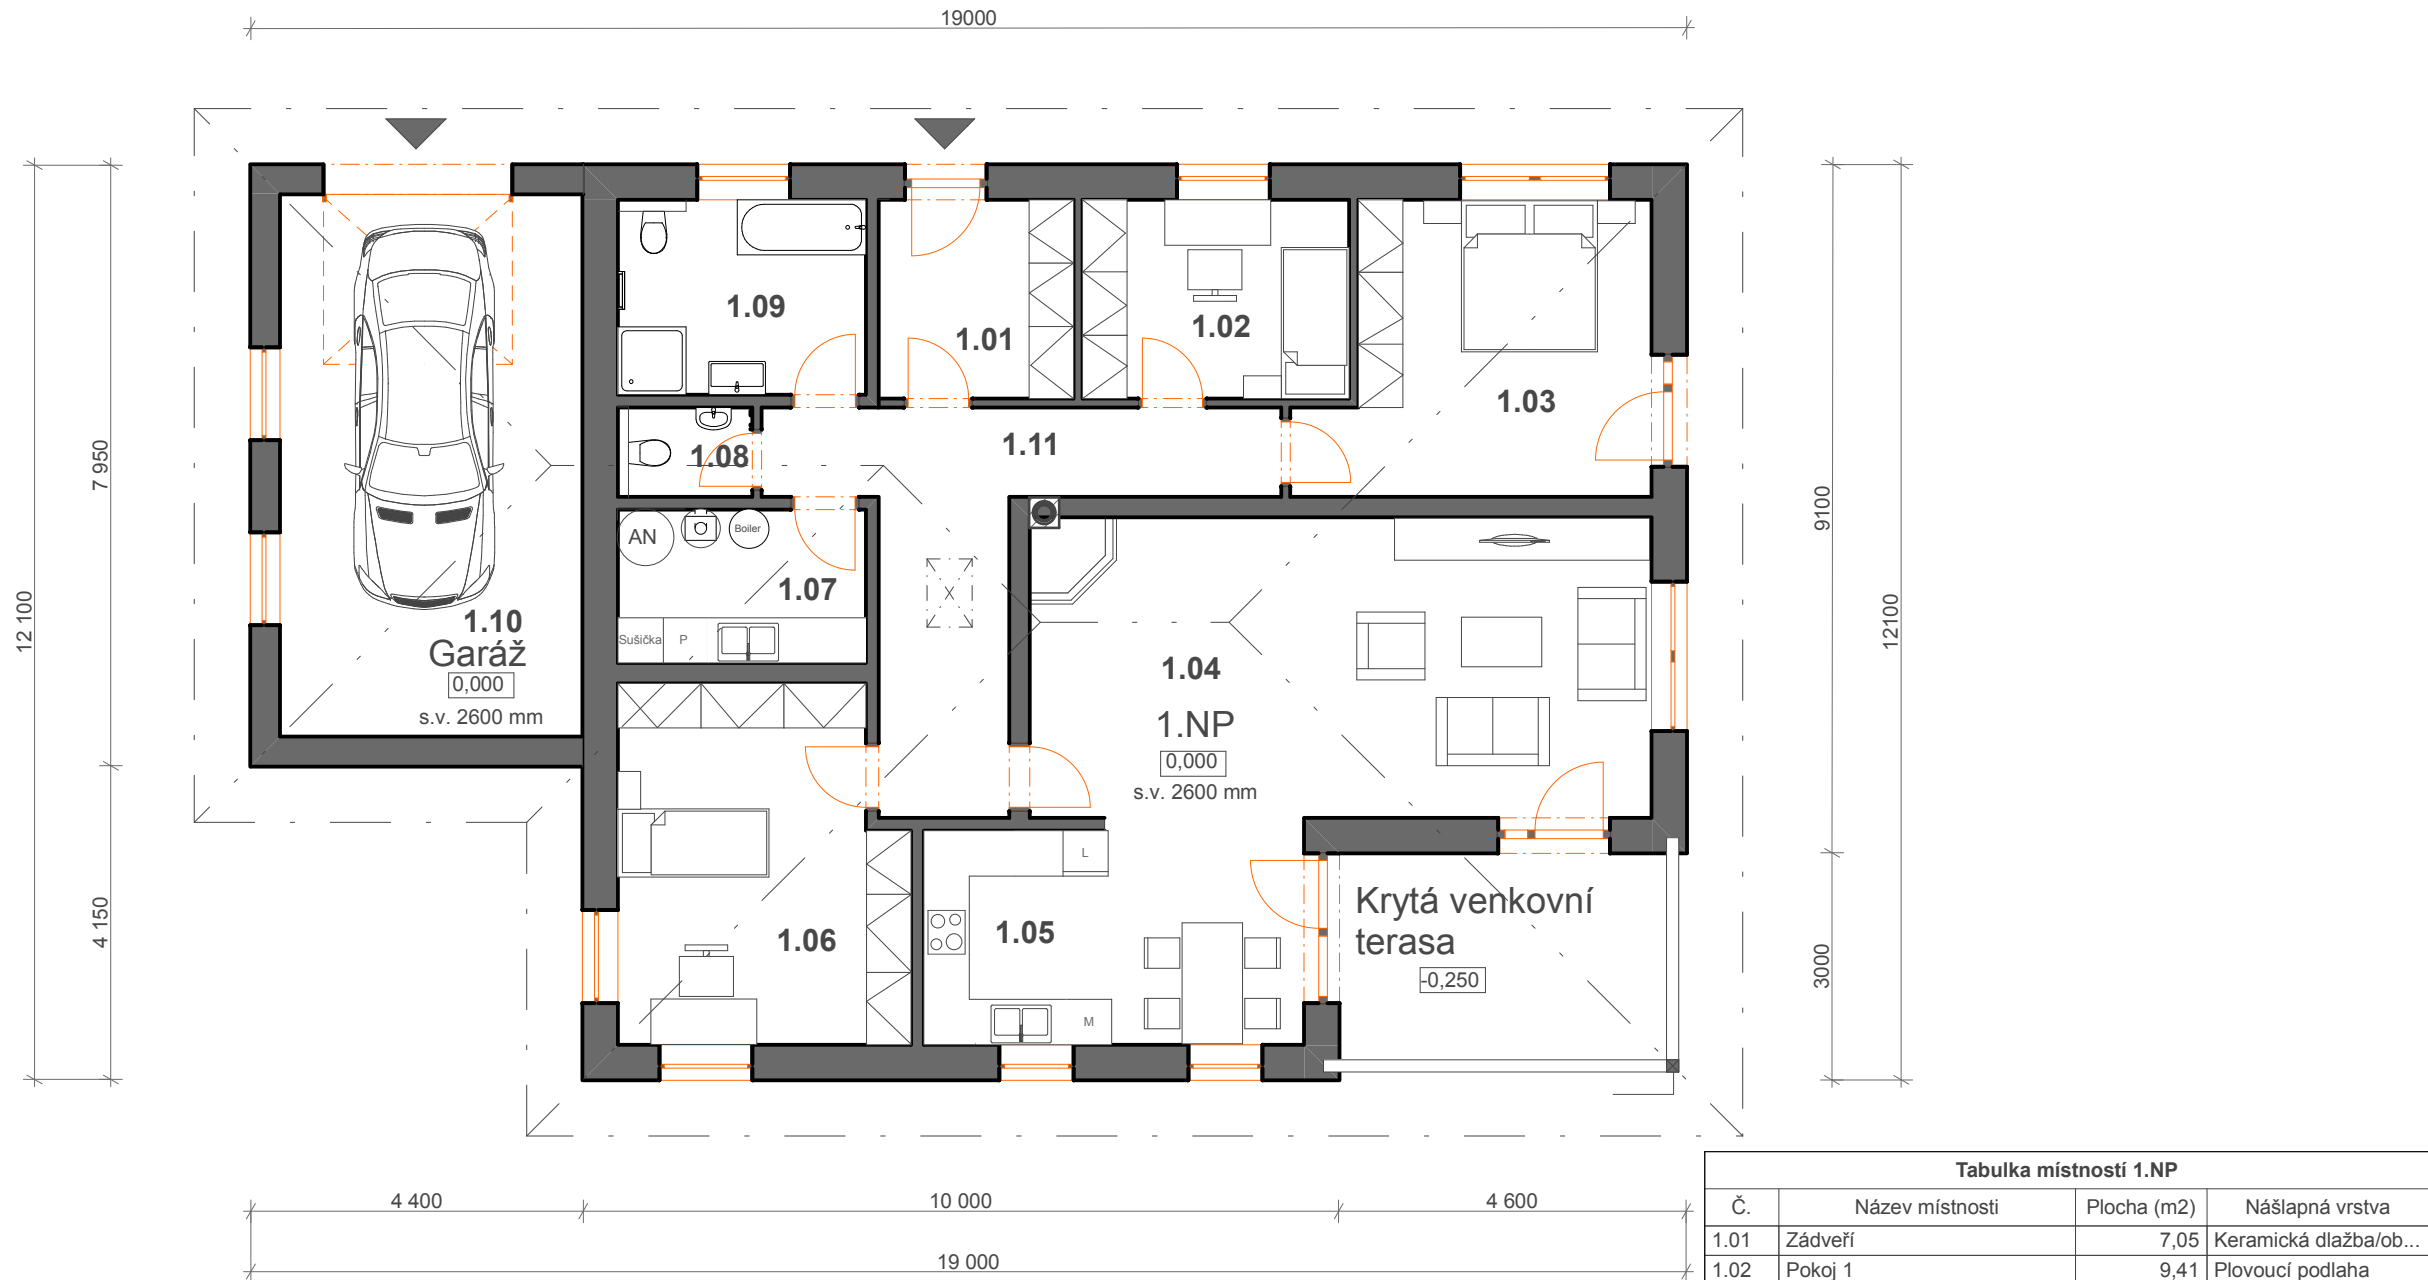 19000
1.09
1.01
1.02
1.03
1.08
1.11
7 950
9100
AN
Boiler
1.07
12 100
12100
1.10
Garáž
0,000
s.v. 2600 mm
Sušička
P
1.04
1.NP
0,000
s.v. 2600 mm
L
Krytá venkovní
terasa
-0,250
4 150
1.06
1.05
3000
M
Tabulka místností 1.NP
4 400
10 000
4 600
Č. Název místnosti Plocha (m2) Nášlapná vrstva
1.01 Zádveří 7,05 Keramická dlažba/ob...
19 000
1.02 Pokoj 1 9,41 Plovoucí podlaha